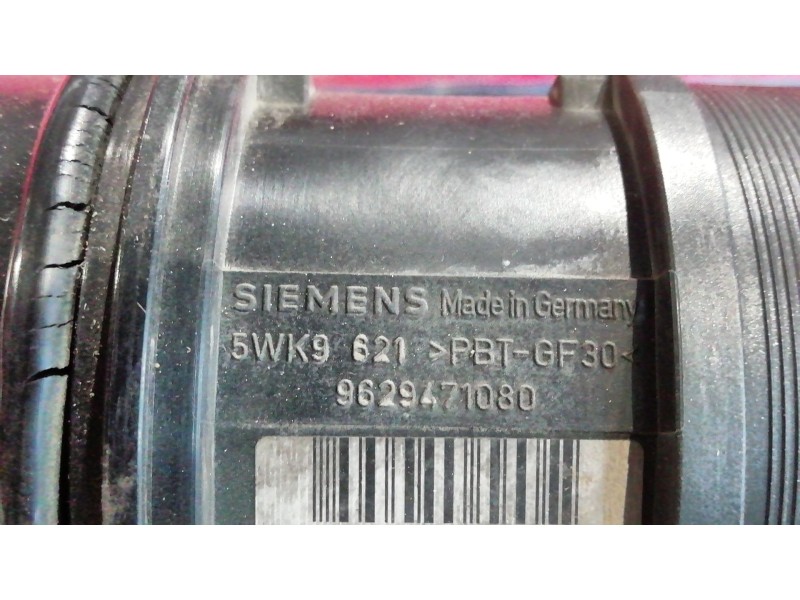 SIEMENS Made in Germany
5WK9 621 >PBT-GF30<
9629471080